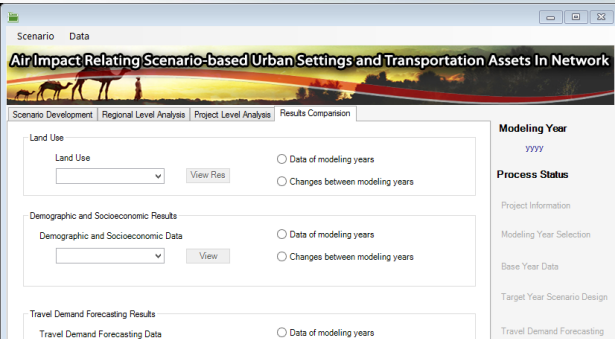 Scenario Data
Air Impact Relating Scenario-based Urban Settings and Transportation Assets In Network
Scenario Development Regional Level Analysis Project Level Analysis Results Comparision
Land Use
Land Use
View Res
Data of modeling years
Changes between modeling years
Demographic and Socioeconomic Results
Demographic and Socioeconomic Data
View
Data of modeling years
Changes between modeling years
Travel Demand Forecasting Results
Travel Demand Forecasting Data
Data of modeling years
Modeling Year
yyyy
Process Status
Project Information
Modeling Year Selection
Base Year Data
Target Year Scenario Design
Travel Demand Forecasting